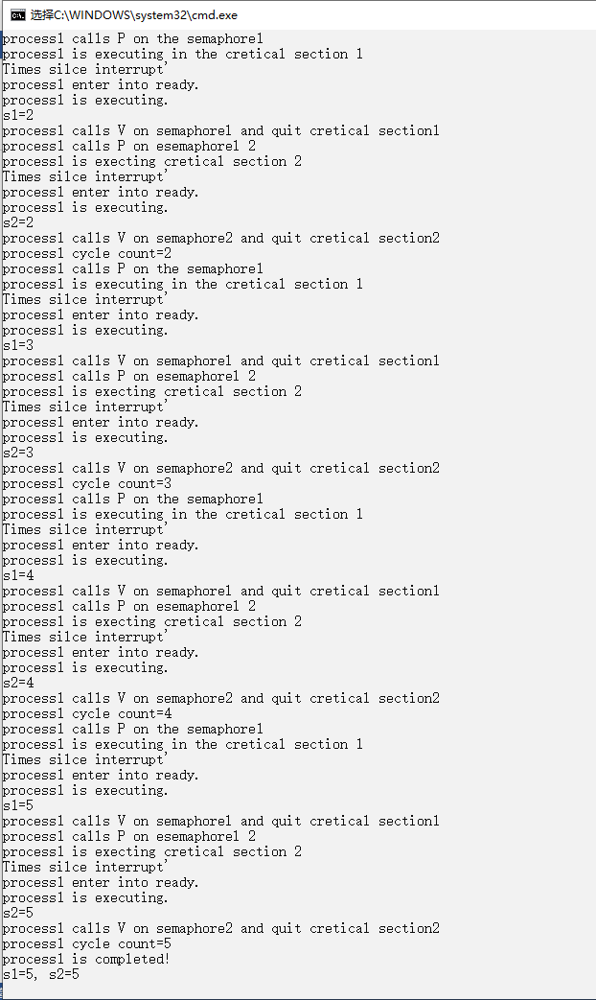 选择C:\WINDOWS\system32\cmd.exe
process1 calls P on the semaphore1
process1 is executing in the cretical section 1
Times silce interrupt'
process1 enter into ready.
process1 is executing.
s1=2
process1 calls V on semaphore1 and quit cretical section1
process1 calls P on esemaphore1 2
process1 is execting cretical section 2
Times silce interrupt'
process1 enter into ready.
process1 is executing.
s2=2
process1 calls V on semaphore2 and quit cretical section2
process1 cycle count=2
process1 calls P on the semaphore1
process1 is executing in the cretical section 1
Times silce interrupt'
process1 enter into ready.
process1 is executing.
s1=3
process1 calls V on semaphore1 and quit cretical section1
process1 calls P on esemaphore1 2
process1 is execting cretical section 2
Times silce interrupt'
process1 enter into ready.
process1 is executing.
s2=3
process1 calls V on semaphore2 and quit cretical section2
process1 cycle count=3
process1 calls P on the semaphore1
process1 is executing in the cretical section 1
Times silce interrupt'
process1 enter into ready.
process1 is executing.
s1=4
process1 calls V on semaphore1 and quit cretical section1
process1 calls P on esemaphore1 2
process1 is execting cretical section 2
Times silce interrupt'
process1 enter into ready.
process1 is executing.
s2=4
process1 calls V on semaphore2 and quit cretical section2
process1 cycle count=4
process1 calls P on the semaphore1
process1 is executing in the cretical section 1
Times silce interrupt'
process1 enter into ready.
process1 is executing.
s1=5
process1 calls V on semaphore1 and quit cretical section1
process1 calls P on esemaphore1 2
process1 is execting cretical section 2
Times silce interrupt'
process1 enter into ready.
process1 is executing.
s2=5
process1 calls V on semaphore2 and quit cretical section2
process1 cycle count=5
process1 is completed!
s1=5, s2=5